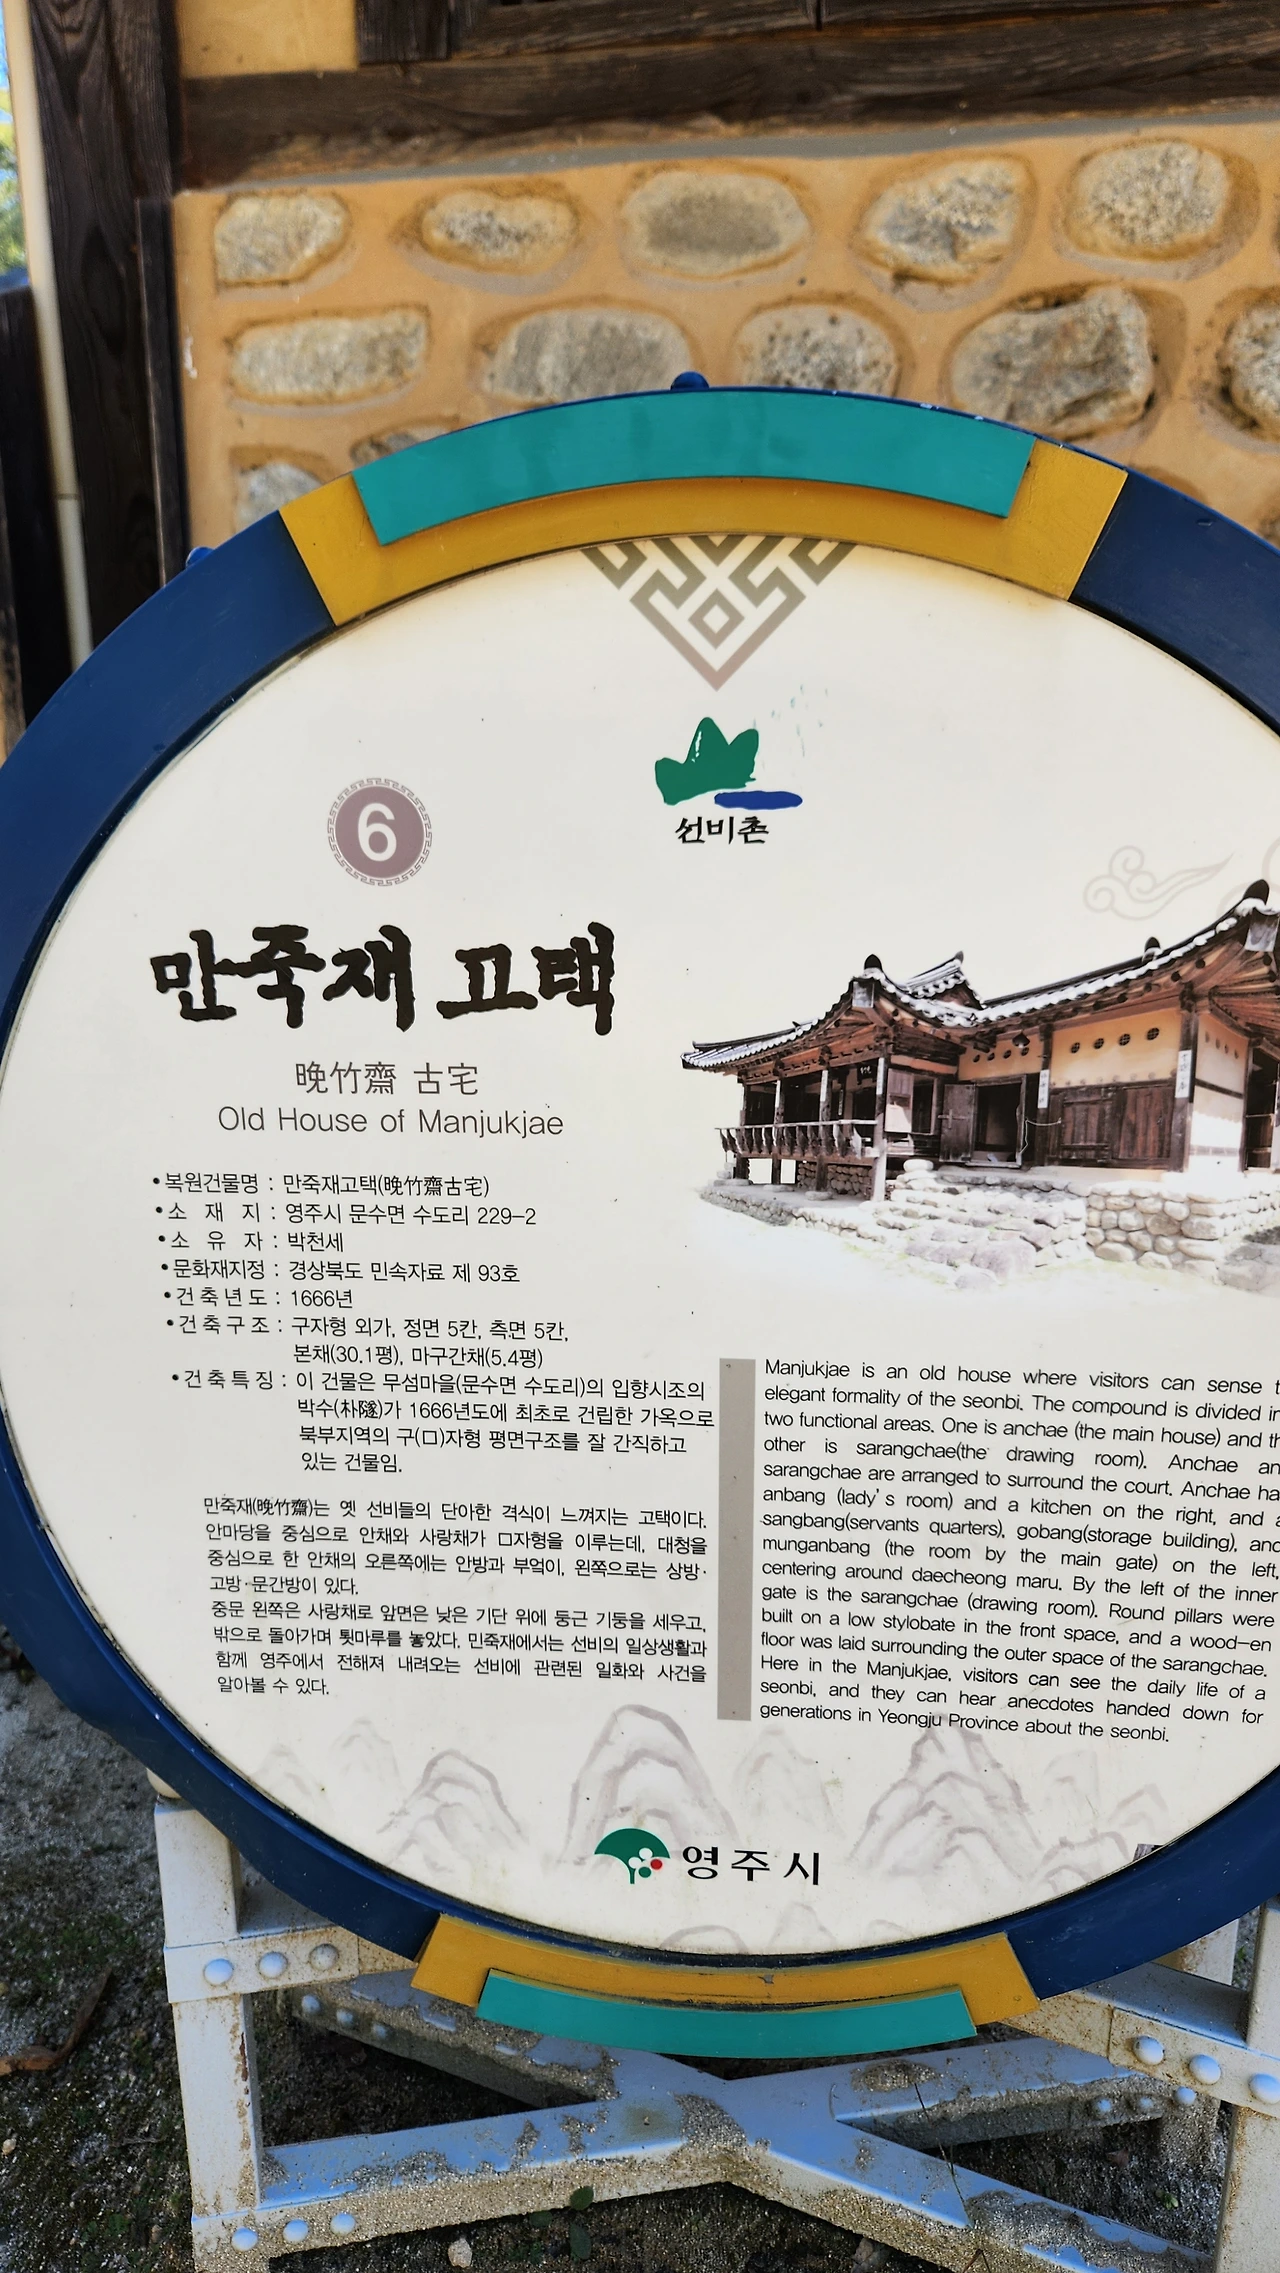 선비촌
6
만죽재 고택
晩竹齋 古宅
Old House of Manjukjae
•복원건물명 : 만죽재고택(晩竹齋古宅)
•소 재 지 : 영주시 문수면 수도리 229-2
•소 유 자 : 박천세
•문화재지정 : 경상북도 민속자료 제 93호
•건축년도 : 1666년
•건축구조 : 구자형 외가, 정면 5칸, 측면 5칸,
본채(30.1평), 마구간채(5.4평)
•건축특징 : 이 건물은 무섬마을(문수면 수도리)의 입향시조의
박수(朴隧)가 1666년도에 최초로 건립한 가옥으로
북부지역의 구(口)자형 평면구조를 잘 간직하고
있는 건물임.
만죽재(晩竹齋)는 옛 선비들의 단아한 격식이 느껴지는 고택이다.
안마당을 중심으로 안채와 사랑채가 口자형을 이루는데, 대청을
중심으로 한 안채의 오른쪽에는 안방과 부엌이, 왼쪽으로는 상방·
고방·문간방이 있다.
중문 왼쪽은 사랑채로 앞면은 낮은 기단 위에 둥근 기둥을 세우고,
밖으로 돌아가며 툇마루를 놓았다. 민죽재에서는 선비의 일상생활과
함께 영주에서 전해져 내려오는 선비에 관련된 일화와 사건을
알아볼 수 있다.
Manjukjae is an old house where visitors can sense
elegant formality of the seonbi. The compound is divided
two functional areas. One is anchae (the main house) and
other is sarangchae(the drawing room). Anchae
sarangchae are arranged to surround the court. Anchae
anbang (lady's room) and a kitchen on the right, and
sangbang(servants quarters), gobang(storage building), and
munganbang (the room by the main gate) on the left,
centering around daecheong maru. By the left of the inner
gate is the sarangchae (drawing room). Round pillars were
built on a low stylobate in the front space, and a wood-en
floor was laid surrounding the outer space of the sarangchae.
Here in the Manjukjae, visitors can see the daily life of a
seonbi, and they can hear anecdotes handed down for
generations in Yeongju Province about the seonbi.
영주시